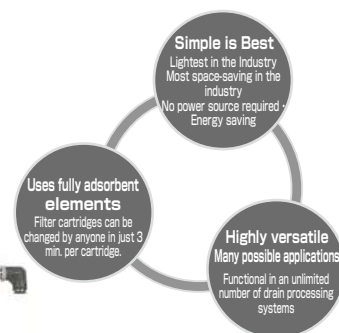 Simple is Best
Lightest in the Industry
Most space-saving in the
industry
No power source required・
Energy saving
Uses fully adsorbent
elements
Filter cartridges can be
changed by anyone in just 3
min. per cartridge.
Highly versatile
Many possible applications
Functional in an unlimited
number of drain processing
systems